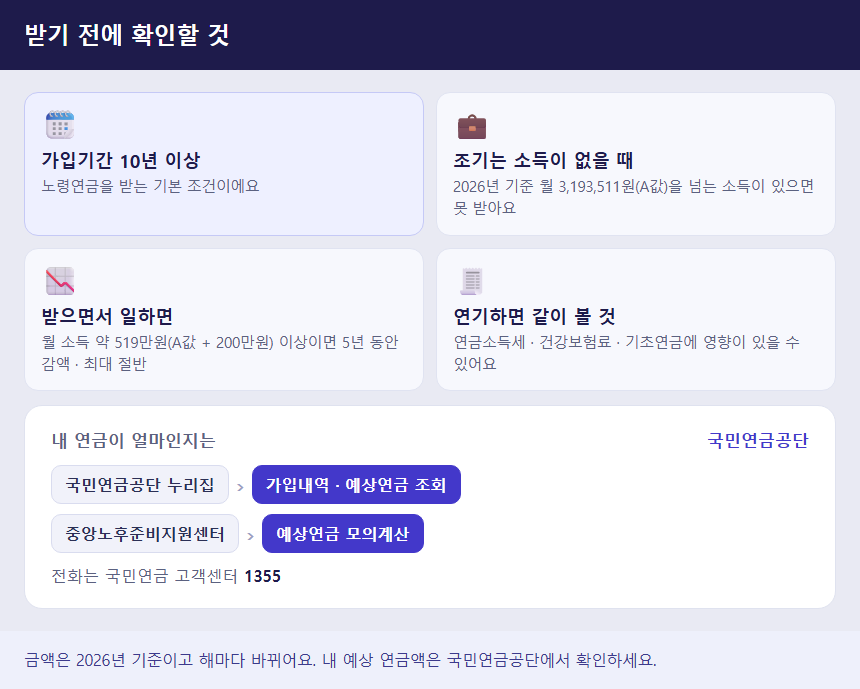 받기 전에 확인할 것
가입기간 10년 이상
노령연금을 받는 기본 조건이에요
조기는 소득이 없을 때
2026년 기준 월 3,193,511원(A값)을 넘는 소득이 있으면
못 받아요
받으면서 일하면
월 소득 약 519만원(A값 + 200만원) 이상이면 5년 동안
감액 · 최대 절반
연기하면 같이 볼 것
연금소득세 · 건강보험료 · 기초연금에 영향이 있을 수
있어요
내 연금이 얼마인지는
국민연금공단
국민연금공단 누리집 › 가입내역 · 예상연금 조회
중앙노후준비지원센터 › 예상연금 모의계산
전화는 국민연금 고객센터 1355
금액은 2026년 기준이고 해마다 바뀌어요. 내 예상 연금액은 국민연금공단에서 확인하세요.